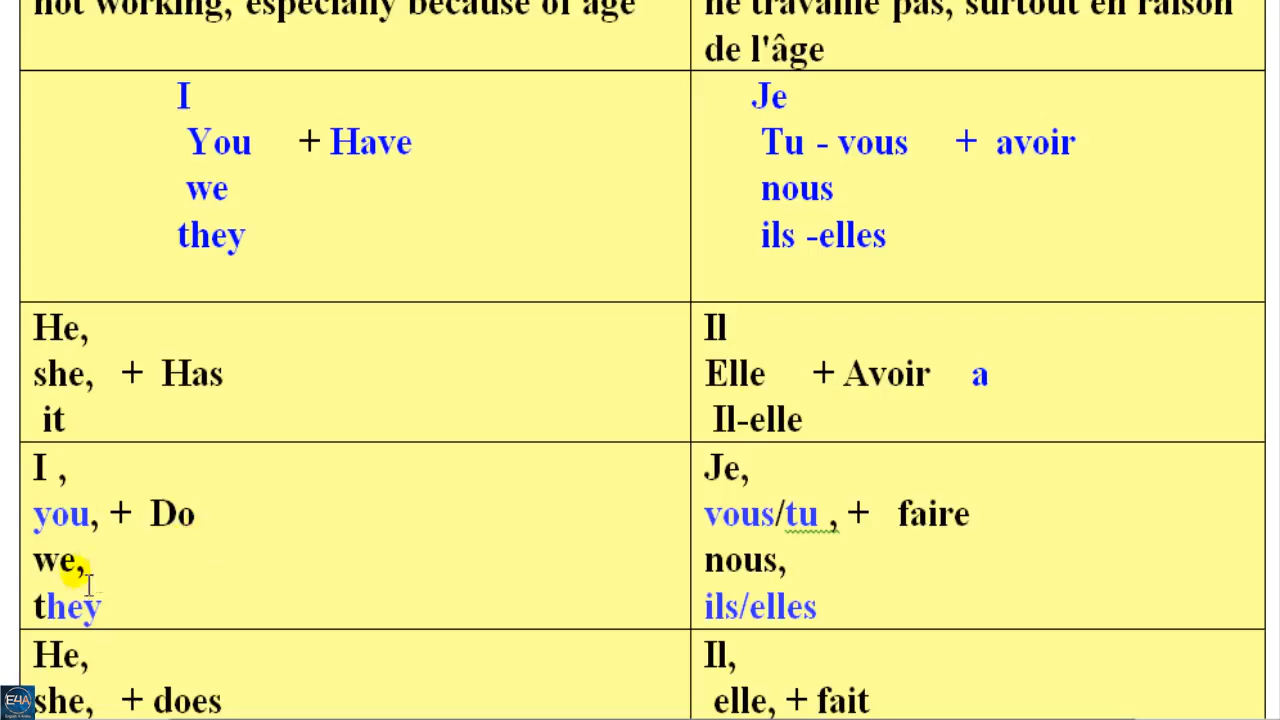 not working, especially because of age
ne travaille pas, surtout en raison
de l'âge
I
You + Have
we
they
Je
Tu - vous + avoir
nous
ils -elles
He,
she, + Has
it
Il
Elle + Avoir a
Il-elle
I ,
you, + Do
we,
they
Je,
vous/tu , + faire
nous,
ils/elles
He,
she, + does
Il,
elle, + fait
E4A